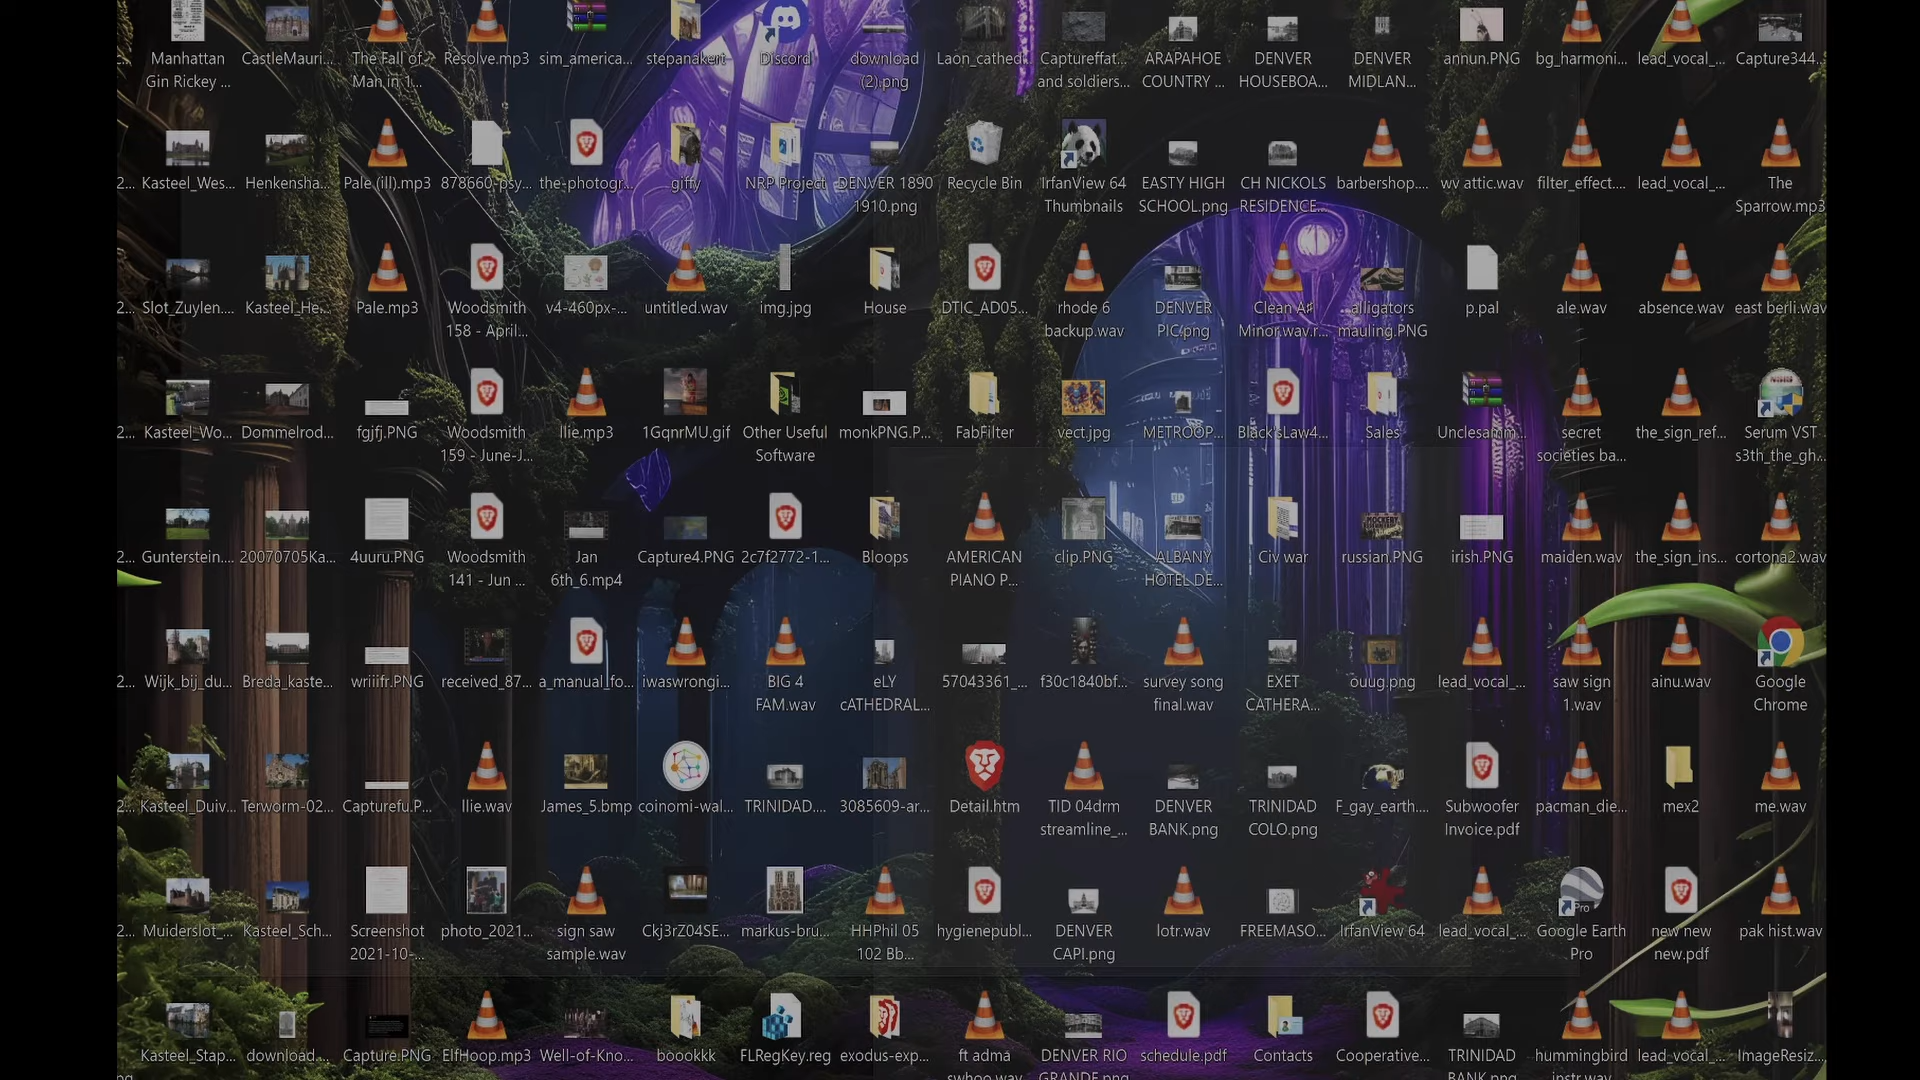 Manhattan
Gin Rickey ...
CastleMauri...
The Fall of
Man in 1...
Resolve.mp3
sim_america...
stepanakert
Discord
download
(2).png
Laon_cathed...
Captureffat...
and soldiers...
ARAPAHOE
COUNTRY ...
DENVER
HOUSEBOA...
DENVER
MIDLAN...
annun.PNG
bg_harmoni...
lead_vocal_...
Capture344...
2...
Kasteel_Wes...
Henkensha...
Pale (ill).mp3
878660-psy...
the-photogr...
giffy
NRP Project
DENVER 1890
1910.png
Recycle Bin
IrfanView 64
Thumbnails
EASTY HIGH
SCHOOL.png
CH NICKOLS
RESIDENCE...
barbershop....
wv attic.wav
filter_effect....
lead_vocal_...
The
Sparrow.mp3
2...
Slot_Zuylen....
Kasteel_He...
Pale.mp3
Woodsmith
158 - April...
v4-460px-...
untitled.wav
img.jpg
House
DTIC_AD05...
rhode 6
backup.wav
DENVER
PIC.png
Clean A#
Minor.wav.r...
alligators
mauling.PNG
p.pal
ale.wav
absence.wav
east berli.wav
2...
Kasteel_Wo...
Dommelrod...
fgjfj.PNG
Woodsmith
159 - June-J...
Ilie.mp3
1GqnrMU.gif
Other Useful
Software
monkPNG.P...
FabFilter
vect.jpg
METROOP...
Black'sLaw4...
Sales
Unclesamm...
secret
societies ba...
the_sign_ref...
Serum VST
s3th_the_gh...
2...
Gunterstein....
20070705Ka...
4uuru.PNG
Woodsmith
141 - Jun ...
Jan
6th_6.mp4
Capture4.PNG
2c7f2772-1...
Bloops
AMERICAN
PIANO P...
clip.PNG
ALBANY
HOTEL DE...
Civ war
russian.PNG
irish.PNG
maiden.wav
the_sign_ins...
cortona2.wav
2...
Wijk_bij_du...
Breda_kaste...
wriiifr.PNG
received_87...
a_manual_fo...
iwaswrongi...
BIG 4
FAM.wav
eLY
cATHEDRAL...
57043361_...
f30c1840bf...
survey song
final.wav
EXET
CATHERA...
ouug.png
lead_vocal_...
saw sign
1.wav
ainu.wav
Google
Chrome
2...
Kasteel_Duiv...
Terworm-02...
Capturefu.P...
Ilie.wav
James_5.bmp
coinomi-wal...
TRINIDAD....
3085609-ar...
Detail.htm
TID 04drm
streamline_...
DENVER
BANK.png
TRINIDAD
COLO.png
F_gay_earth....
Subwoofer
Invoice.pdf
pacman_die...
mex2
me.wav
2...
Muiderslot_...
Kasteel_Sch...
Screenshot
2021-10-...
photo_2021...
sign saw
sample.wav
Ckj3rZ04SE...
markus-bru...
HHPhil 05
102 Bb...
hygienepubl...
DENVER
CAPI.png
lotr.wav
FREEMASO...
IrfanView 64
lead_vocal_...
Pro
Google Earth
Pro
new new
new.pdf
pak hist.wav
2...
Kasteel_Stap...
download...
Capture.PNG
ElfHoop.mp3
Well-of-Kno...
boookkk
FLRegKey.reg
exodus-exp...
ft adma
swhoo.wav
DENVER RIO
GRANDE.png
schedule.pdf
Contacts
Cooperative...
TRINIDAD
BANK.png
hummingbird
instr.wav
lead_vocal_...
ImageResiz...